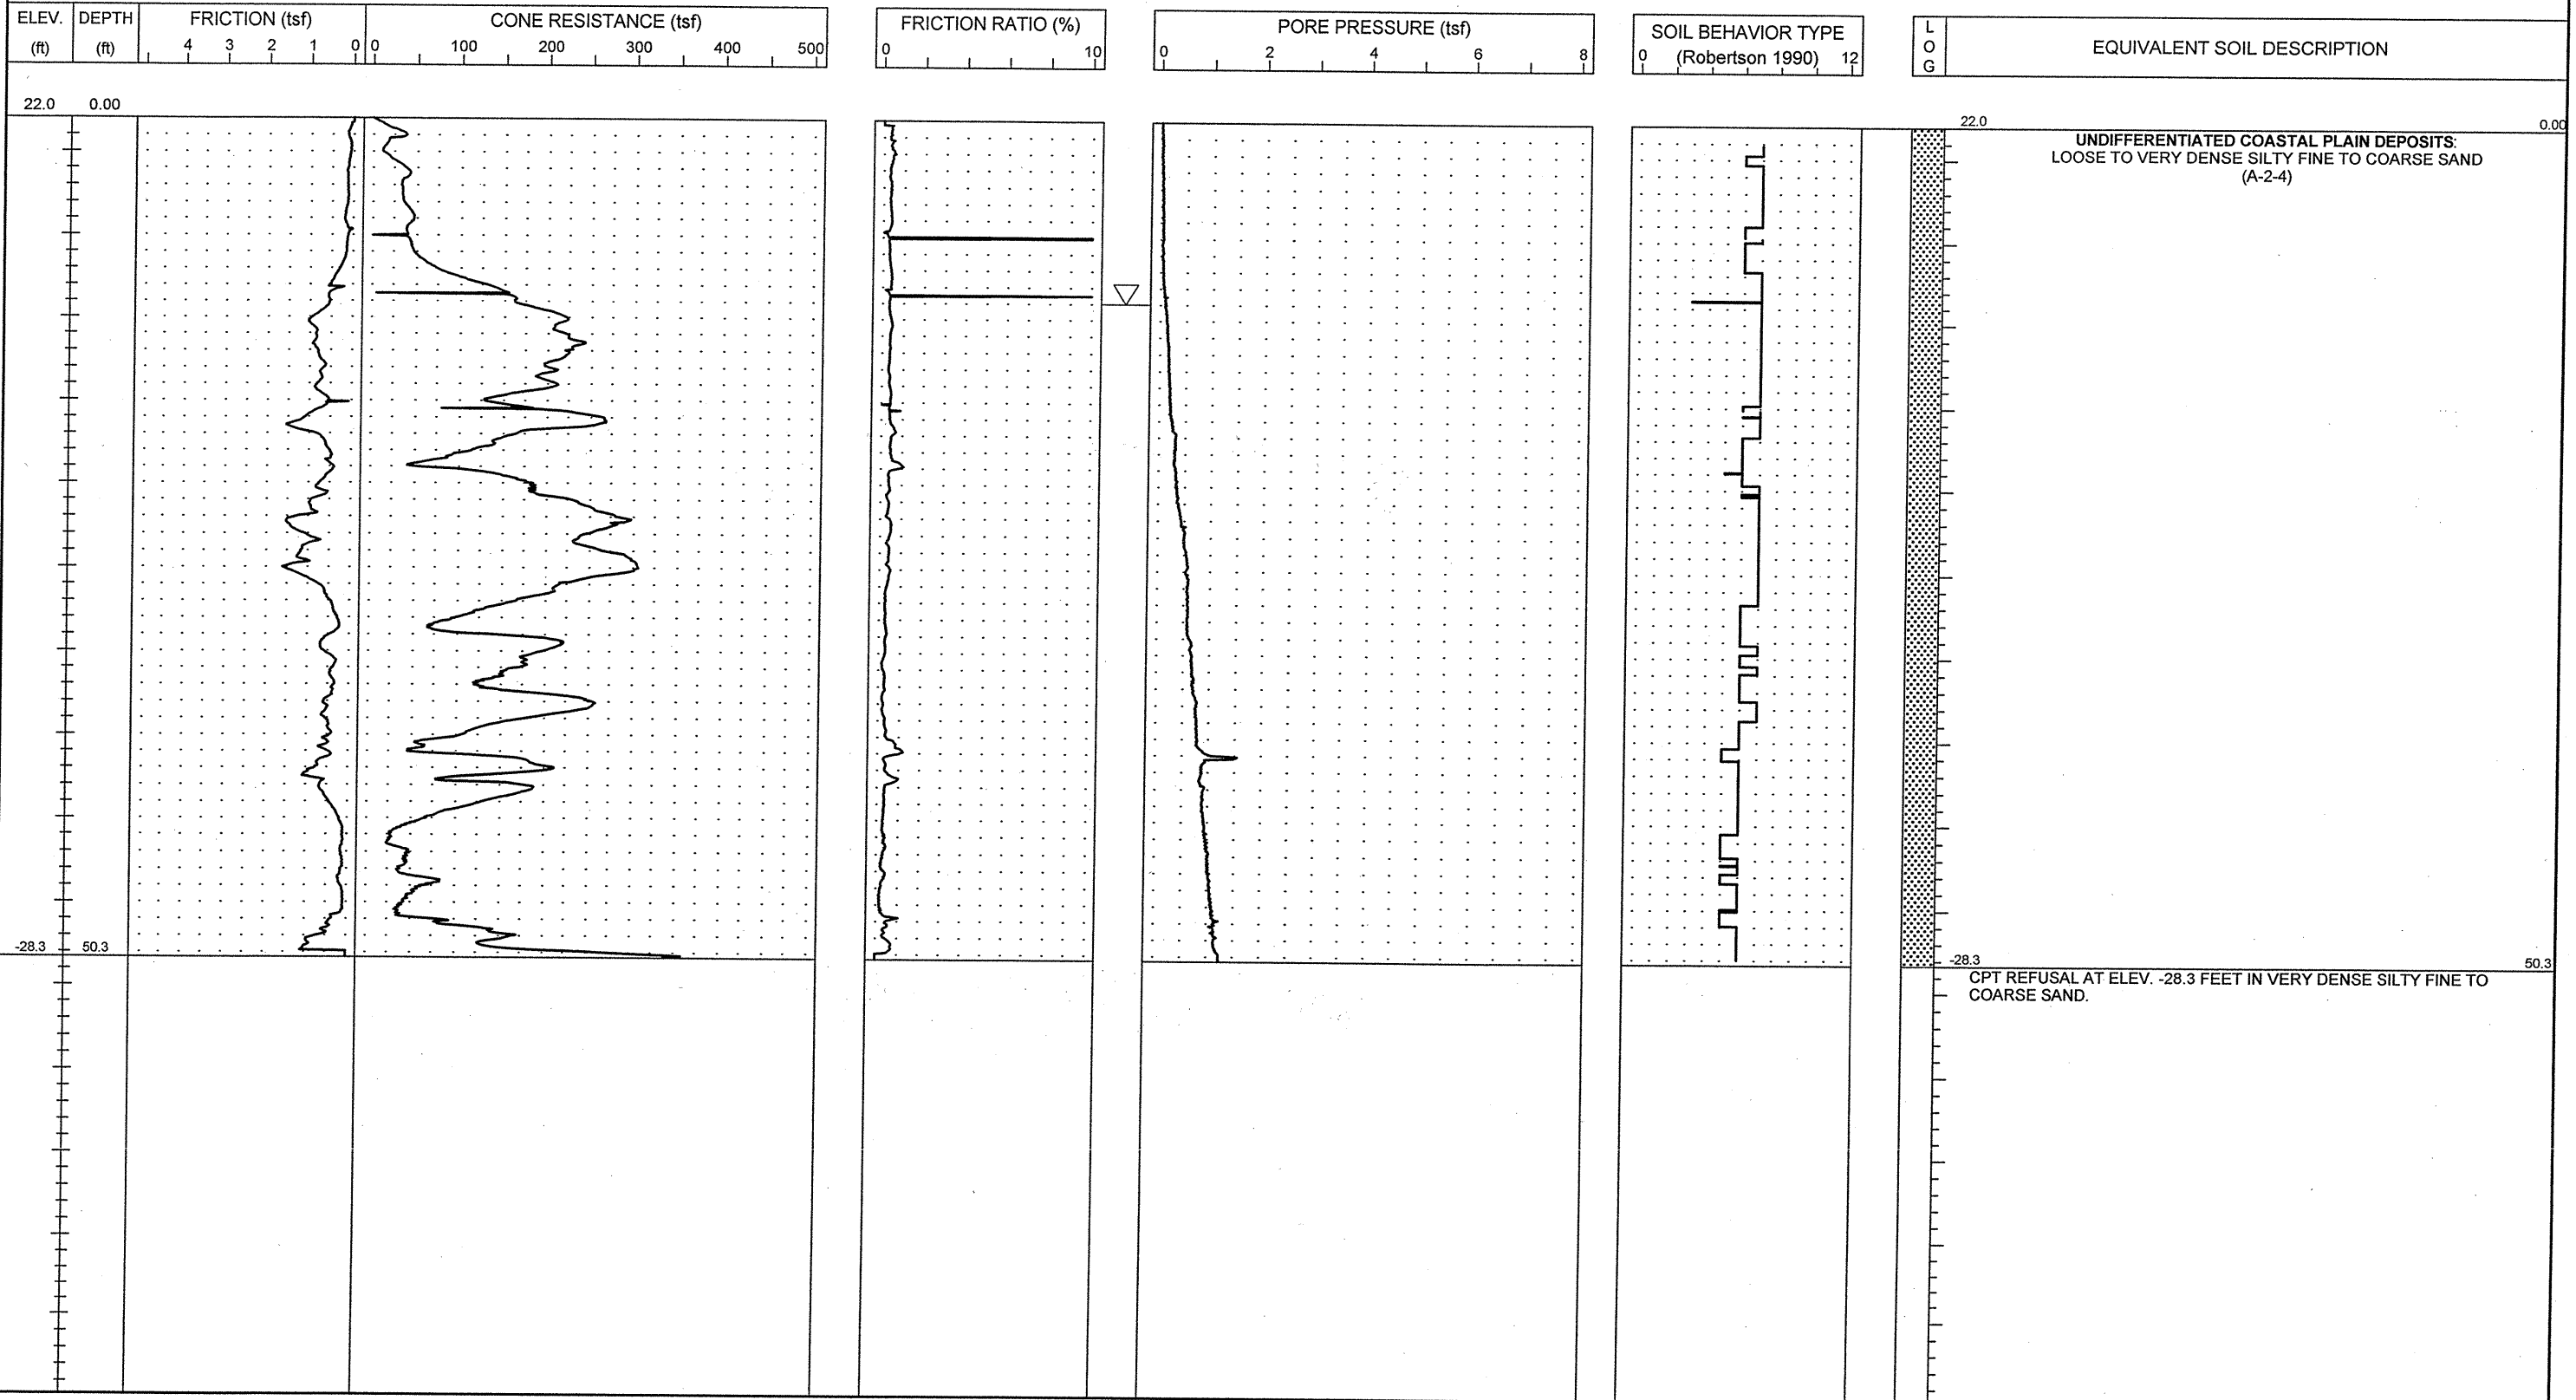 ELEV.
(ft)
DEPTH
(ft)
FRICTION (tsf)
4 3 2 1 0
CONE RESISTANCE (tsf)
0 100 200 300 400 500
FRICTION RATIO (%)
0 10
PORE PRESSURE (tsf)
0 2 4 6 8
SOIL BEHAVIOR TYPE
(Robertson 1990)
0 12
L
O
G
EQUIVALENT SOIL DESCRIPTION
22.0 0.00
22.0 0.00
UNDIFFERENTIATED COASTAL PLAIN DEPOSITS:
LOOSE TO VERY DENSE SILTY FINE TO COARSE SAND
(A-2-4)
-28.3 50.3
-28.3 50.3
CPT REFUSAL AT ELEV. -28.3 FEET IN VERY DENSE SILTY FINE TO
COARSE SAND.